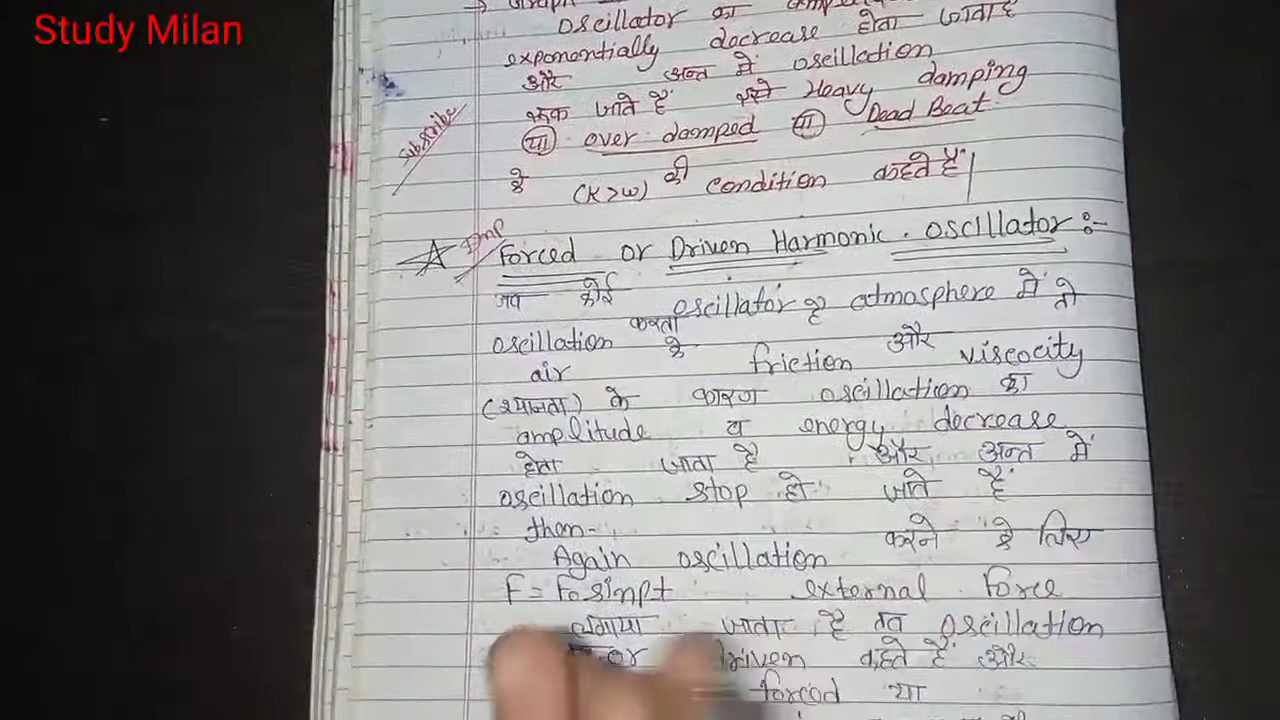 Study Milan
→ Graph
oscillator का
exponentially decrease होता जाता है
और अन्त में oscillation
रूक जाते हैं इसे Heavy damping
या over damped या Dead Beat
के (K>ω) की condition कहते हैं|
Subscribe
Imp
Forced or Driven Harmonic. oscillator :-
जब कोई oscillator है atmosphere में
oscillation करता है
air friction और viscocity
(श्यानता) के कारण oscillation का
amplitude व energy decrease
होता जाता है और अन्त में
oscillation stop हो जाते हैं
then-
Again oscillation करने के लिए
F = Fo sinpt external Force
लगाया जाता है तब oscillation
or driven कहते हैं और
forced या